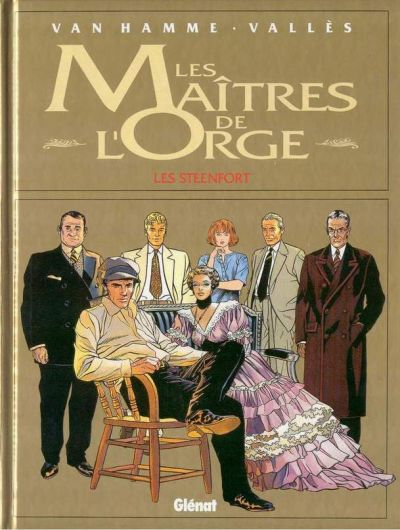 VAN HAMME · VALLÈS
LES
MAÎTRES
DE
L'ORGE
LES STEENFORT
Glénat